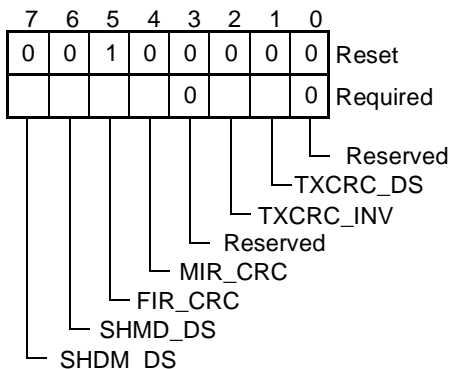 7 6 5 4 3 2 1 0
0 0 1 0 0 0 0 0 Reset
0 0 Required
Reserved
TXCRC_DS
TXCRC_INV
Reserved
MIR_CRC
FIR_CRC
SHMD_DS
SHDM_DS